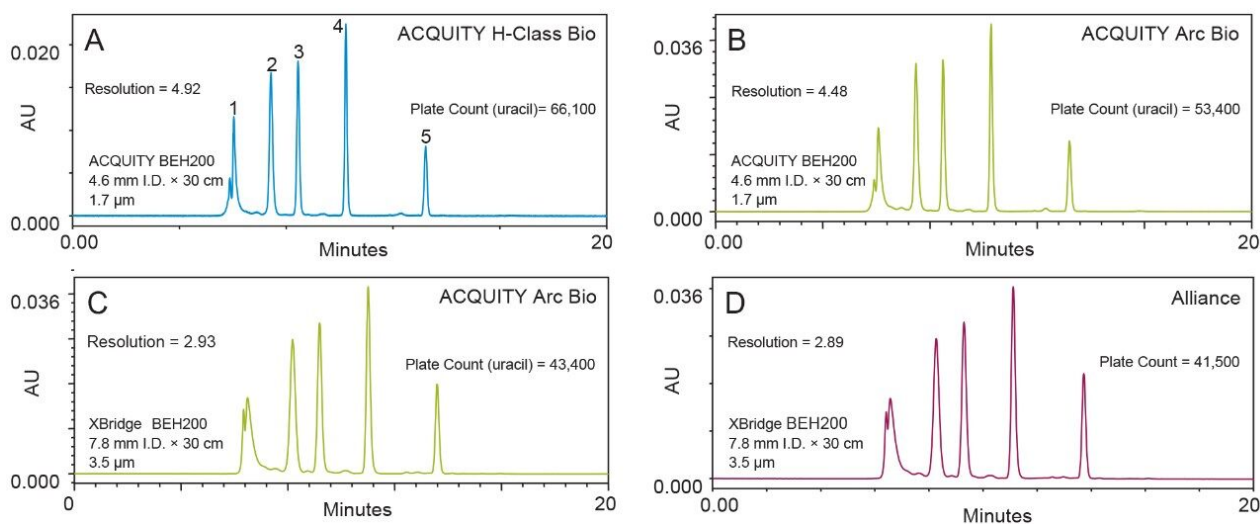 A
ACQUITY H-Class Bio
0.020
Resolution = 4.92
1
2
3
4
5
Plate Count (uracil)= 66,100
AU
ACQUITY BEH200
4.6 mm I.D. × 30 cm
1.7 µm
0.000
0.00
Minutes
20
B
ACQUITY Arc Bio
0.036
Resolution = 4.48
Plate Count (uracil) = 53,400
AU
ACQUITY BEH200
4.6 mm I.D. × 30 cm
1.7 µm
0.000
0.00
Minutes
20
C
ACQUITY Arc Bio
0.036
Resolution = 2.93
Plate Count (uracil) = 43,400
AU
XBridge BEH200
7.8 mm I.D. × 30 cm
3.5 µm
0.000
0
Minutes
20
D
Alliance
0.036
Resolution = 2.89
Plate Count = 41,500
AU
XBridge BEH200
7.8 mm I.D. × 30 cm
3.5 µm
0.000
0.00
Minutes
20